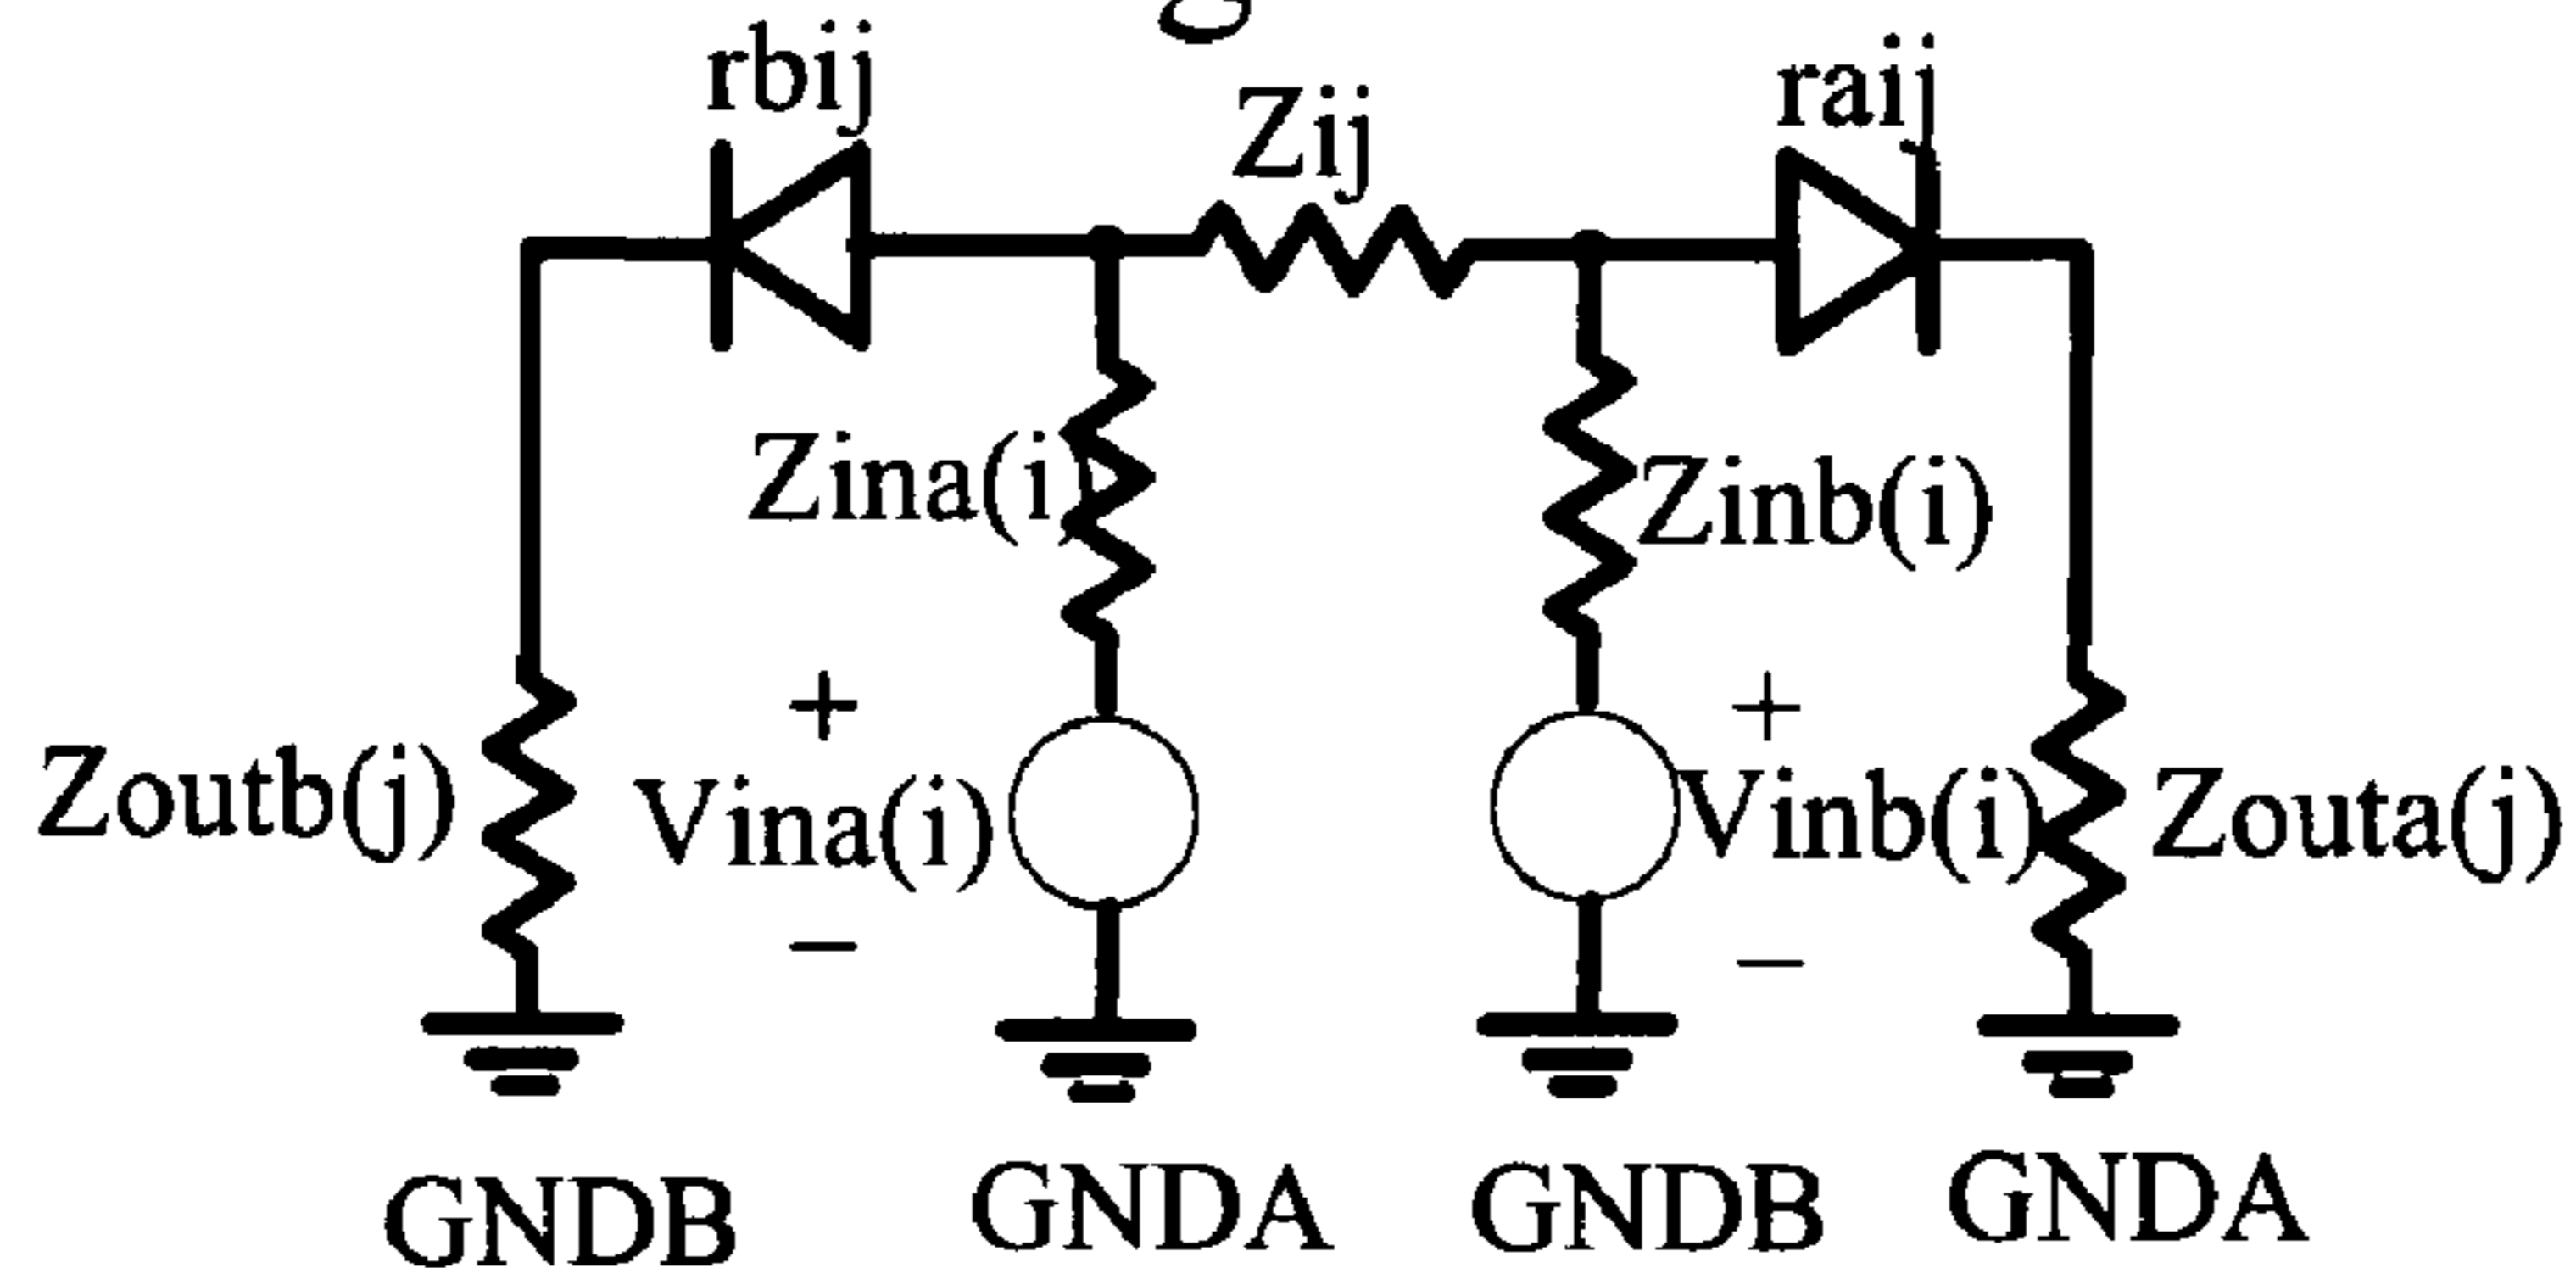 rbij
Zij
raij
Zina(i)
Zinb(i)
+
+
Zoutb(j)
Vina(i)
Vinb(i)
Zouta(j)
−
−
GNDB
GNDA
GNDB
GNDA